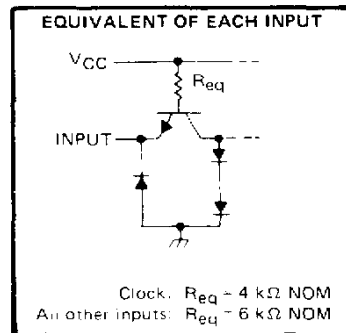 EQUIVALENT OF EACH INPUT
VCC
Req
INPUT
Clock: Req = 4 kΩ NOM
All other inputs: Req = 6 kΩ NOM